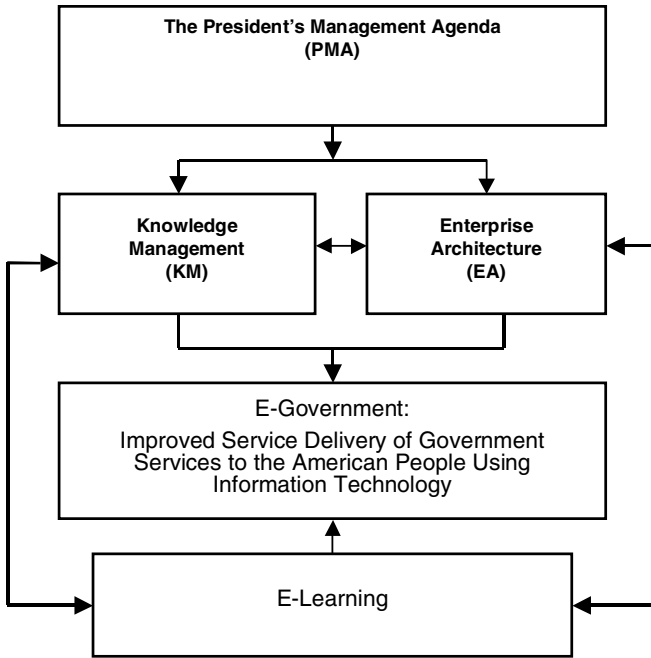 The President’s Management Agenda
(PMA)
Knowledge
Management
(KM)
Enterprise
Architecture
(EA)
E-Government:
Improved Service Delivery of Government
Services to the American People Using
Information Technology
E-Learning